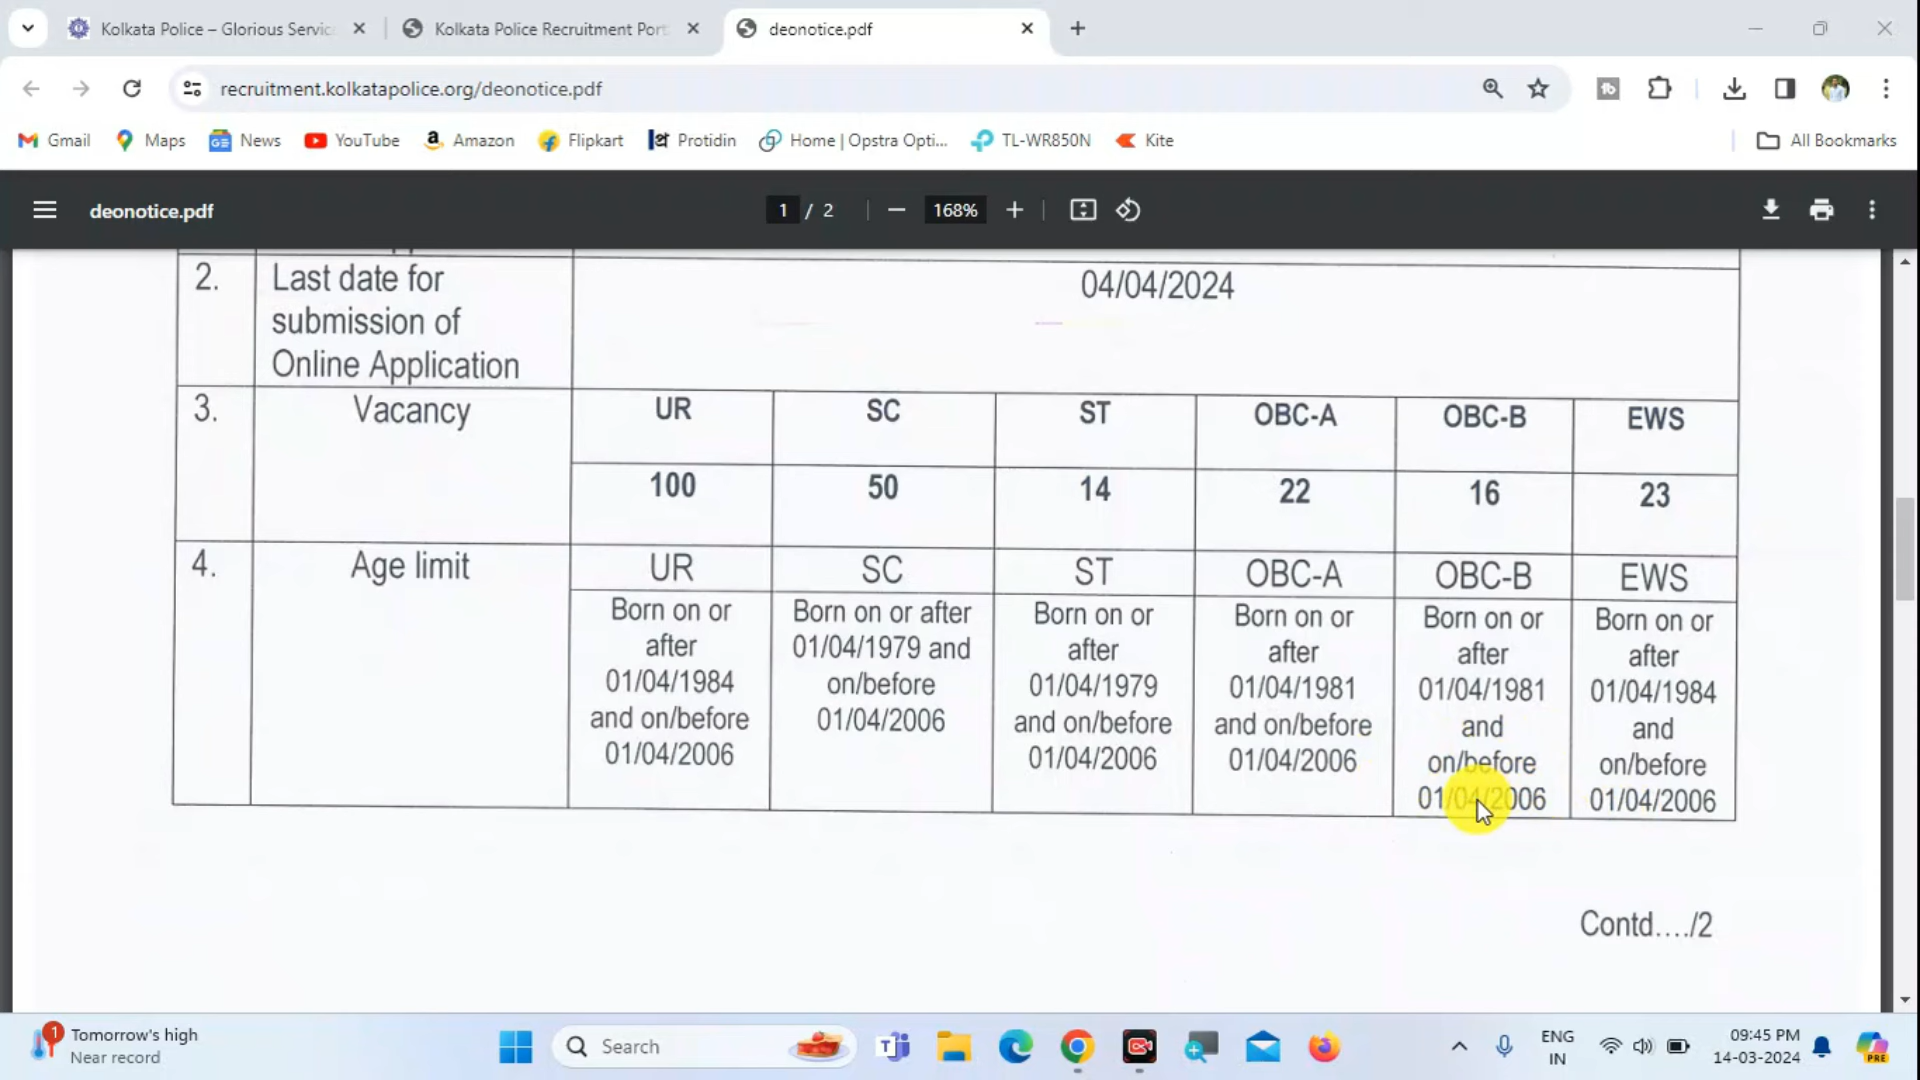 Kolkata Police – Glorious Servic
Kolkata Police Recruitment Port
deonotice.pdf
recruitment.kolkatapolice.org/deonotice.pdf
Gmail
Maps
News
YouTube
Amazon
Flipkart
Protidin
Home | Opstra Opti...
TL-WR850N
Kite
All Bookmarks
deonotice.pdf
1 / 2
168%
2.
Last date for
submission of
Online Application
04/04/2024
3.
Vacancy
UR
SC
ST
OBC-A
OBC-B
EWS
100
50
14
22
16
23
4.
Age limit
UR
SC
ST
OBC-A
OBC-B
EWS
Born on or
after
01/04/1984
and on/before
01/04/2006
Born on or after
01/04/1979 and
on/before
01/04/2006
Born on or
after
01/04/1979
and on/before
01/04/2006
Born on or
after
01/04/1981
and on/before
01/04/2006
Born on or
after
01/04/1981
and
on/before
01/04/2006
Born on or
after
01/04/1984
and
on/before
01/04/2006
Contd..../2
1
Tomorrow's high
Near record
Search
ENG
IN
09:45 PM
14-03-2024
PRE